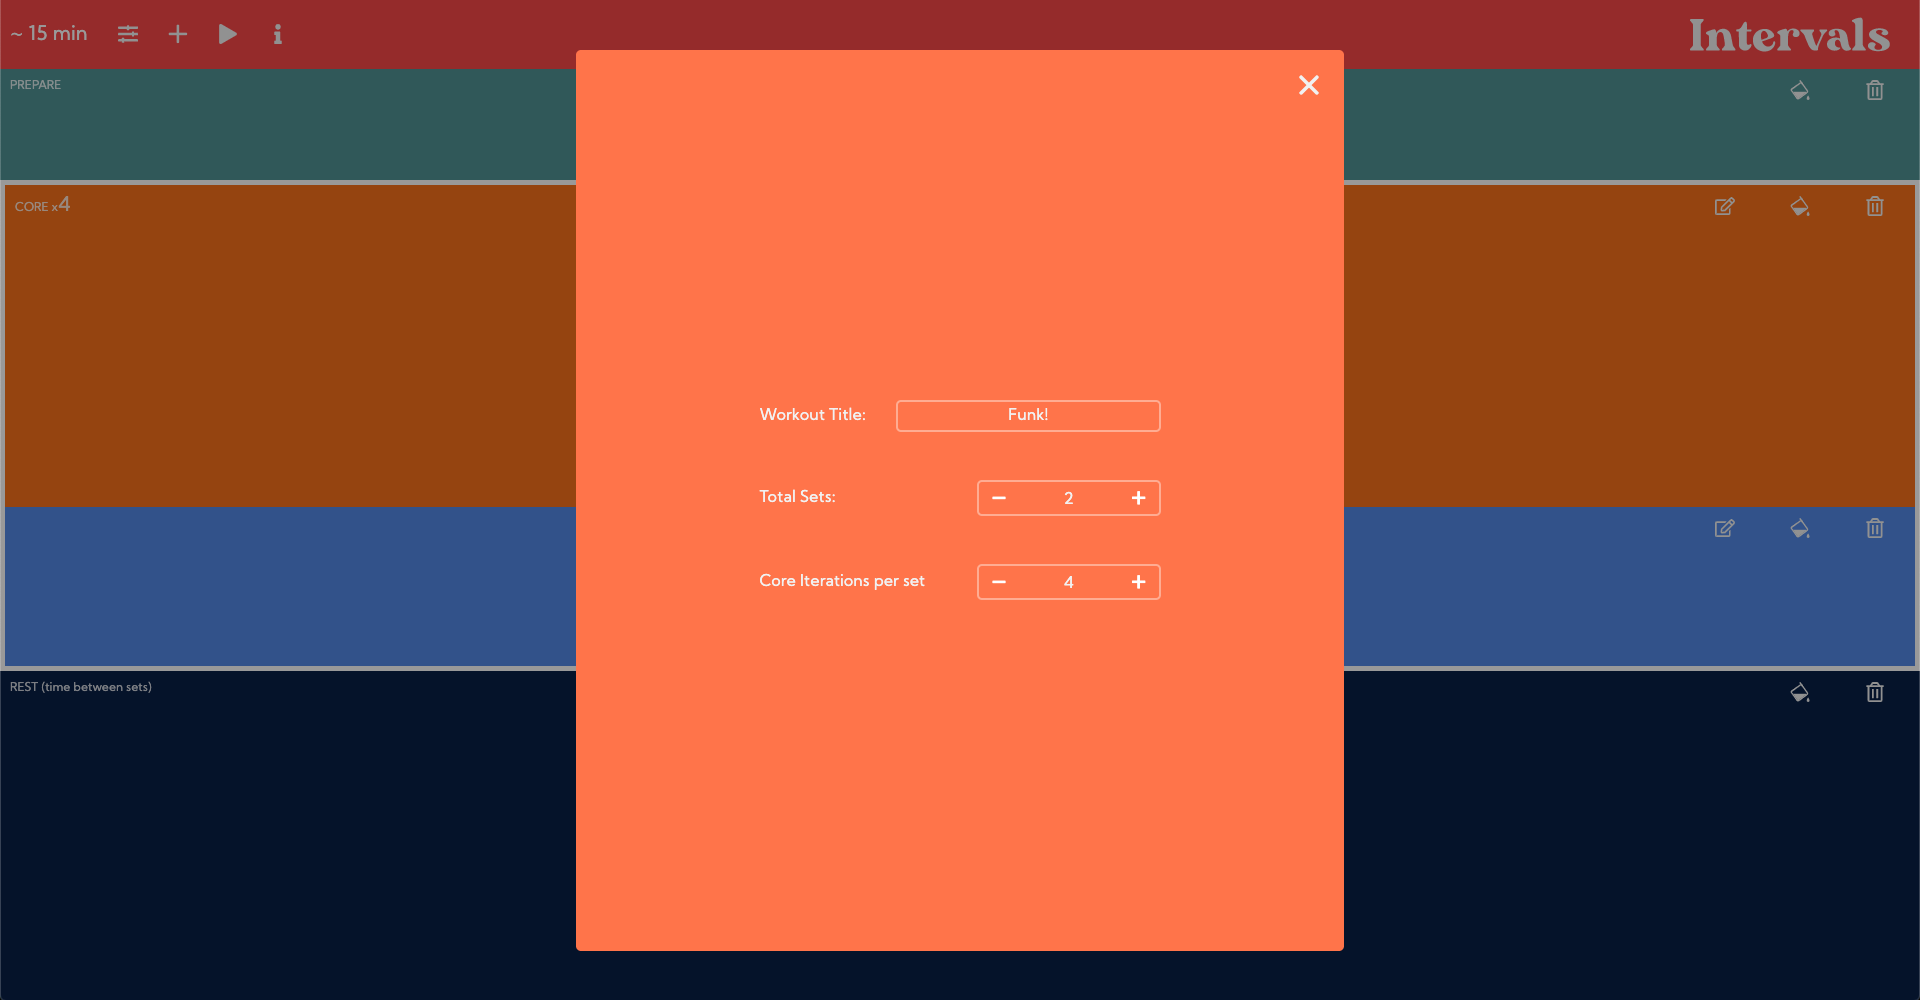 ~ 15 min
Intervals
PREPARE
CORE x4
Workout Title: Funk!
Total Sets: 2
Core Iterations per set 4
REST (time between sets)